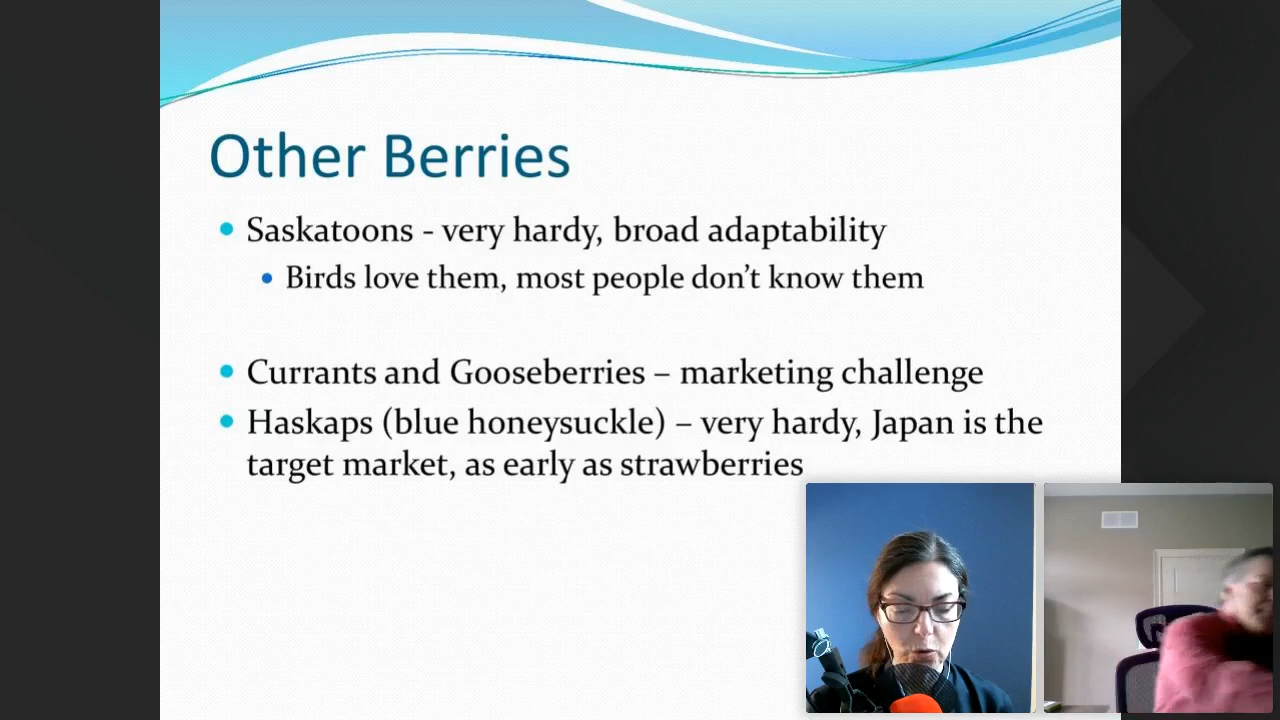 Other Berries
Saskatoons - very hardy, broad adaptability
Birds love them, most people don’t know them
Currants and Gooseberries – marketing challenge
Haskaps (blue honeysuckle) – very hardy, Japan is the
target market, as early as strawberries